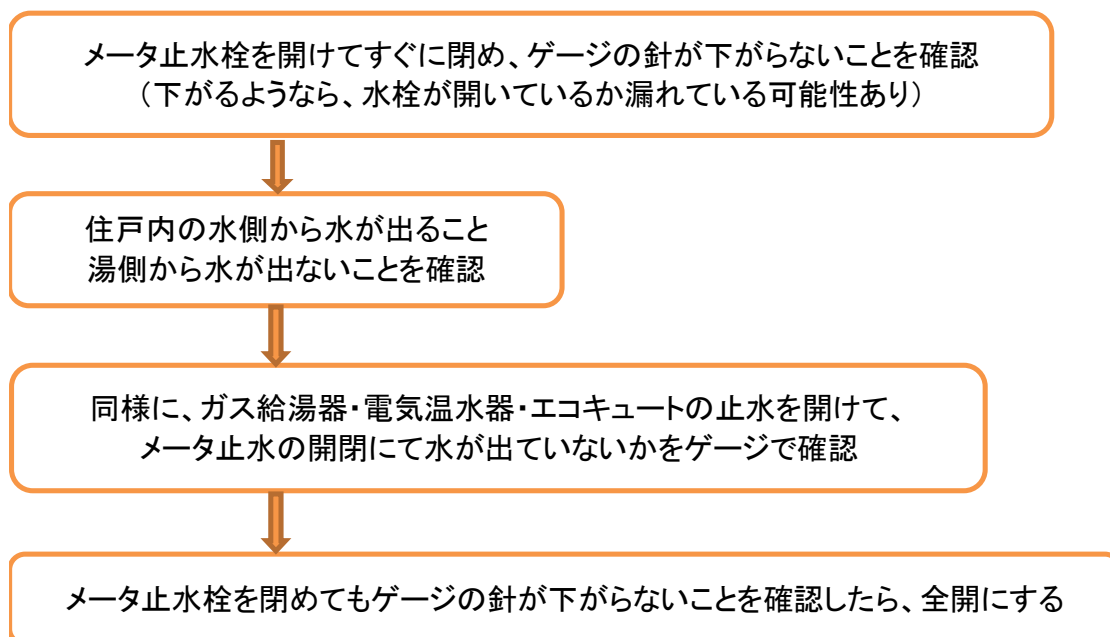 メータ止水栓を開けてすぐに閉め、ゲージの針が下がらないことを確認
（下がるようなら、水栓が開いているか漏れている可能性あり）
住戸内の水側から水が出ること
湯側から水が出ないことを確認
同様に、ガス給湯器・電気温水器・エコキュートの止水を開けて、
メータ止水の開閉にて水が出ていないかをゲージで確認
メータ止水栓を閉めてもゲージの針が下がらないことを確認したら、全開にする